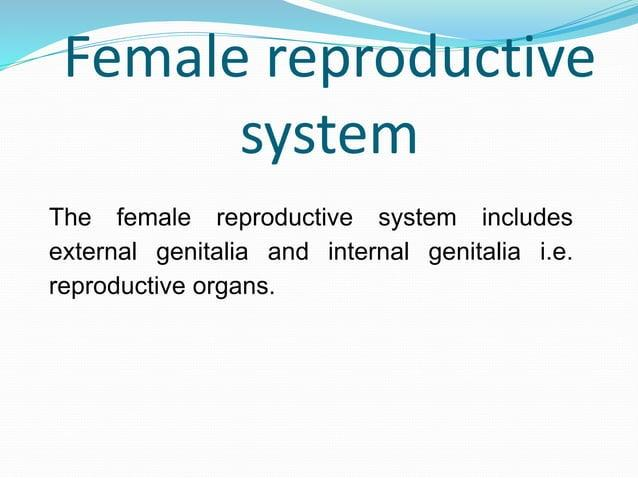 Female reproductive
system
The female reproductive system includes
external genitalia and internal genitalia i.e.
reproductive organs.